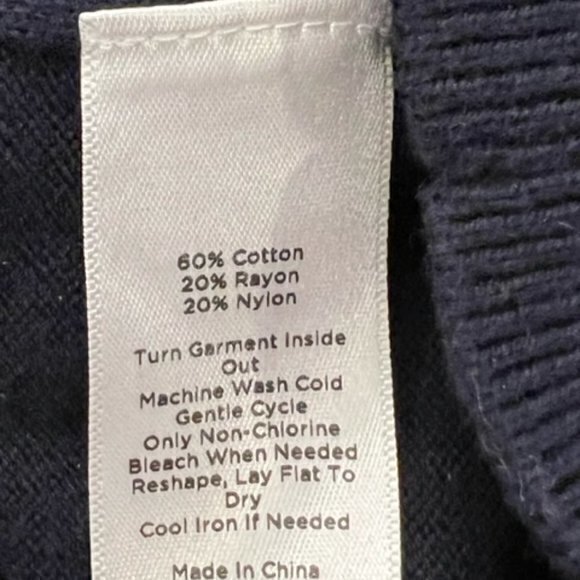 60% Cotton
20% Rayon
20% Nylon
Turn Garment Inside
Out
Machine Wash Cold
Gentle Cycle
Only Non-Chlorine
Bleach When Needed
Reshape, Lay Flat To
Dry
Cool Iron If Needed
Made In China